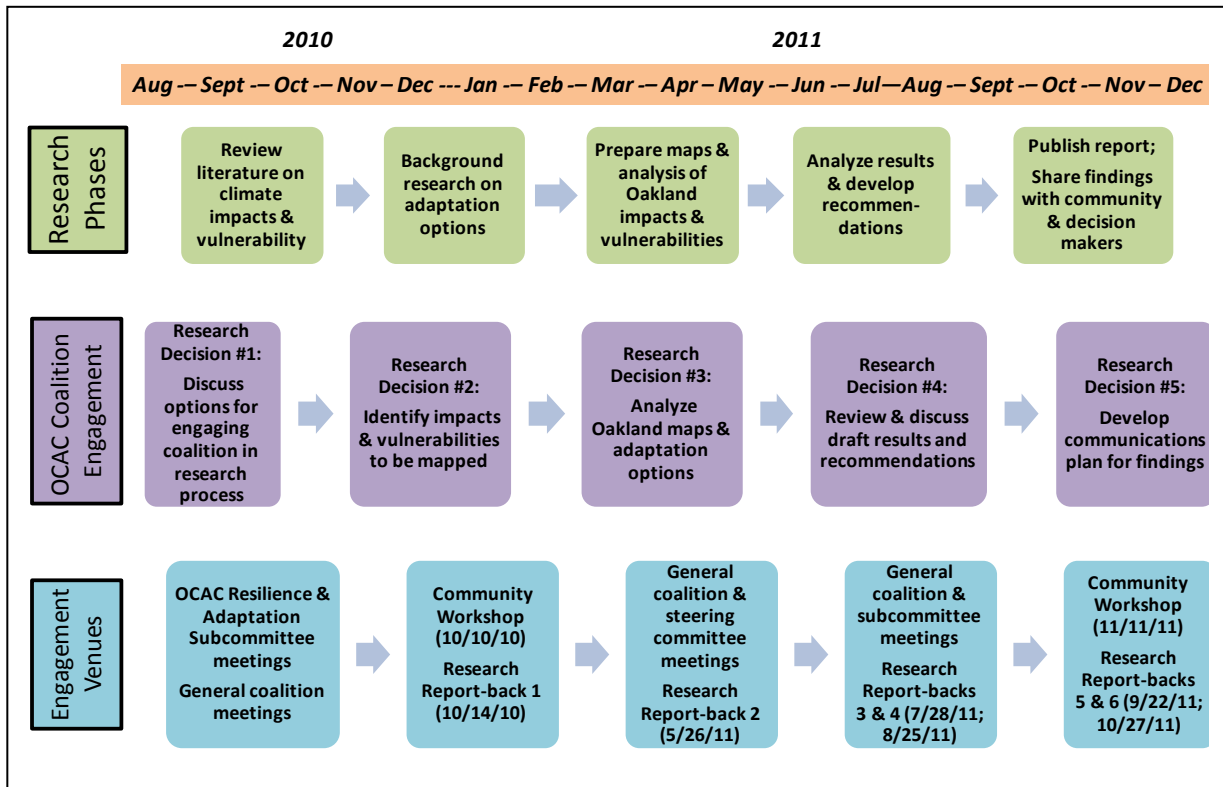 2010
2011
Aug -– Sept -– Oct – Nov – Dec --- Jan -– Feb -– Mar -– Apr – May -– Jun -– Jul—Aug -– Sept -– Oct -– Nov – Dec
Research
Phases
Review
literature on
climate
impacts &
vulnerability
Background
research on
adaptation
options
Prepare maps &
analysis of
Oakland
impacts &
vulnerabilities
Analyze results
& develop
recommen-
dations
Publish report;
Share findings
with community
& decision
makers
OCAC Coalition
Engagement
Research
Decision #1:
Discuss
options for
engaging
coalition in
research
process
Research
Decision #2:
Identify impacts
& vulnerabilities
to be mapped
Research
Decision #3:
Analyze
Oakland maps &
adaptation
options
Research
Decision #4:
Review & discuss
draft results and
recommendations
Research
Decision #5:
Develop
communications
plan for findings
Engagement
Venues
OCAC Resilience &
Adaptation
Subcommittee
meetings
General coalition
meetings
Community
Workshop
(10/10/10)
Research
Report-back 1
(10/14/10)
General
coalition &
steering
committee
meetings
Research
Report-back 2
(5/26/11)
General
coalition &
subcommittee
meetings
Research
Report-backs
3 & 4 (7/28/11;
8/25/11)
Community
Workshop
(11/11/11)
Research
Report-backs
5 & 6 (9/22/11;
10/27/11)